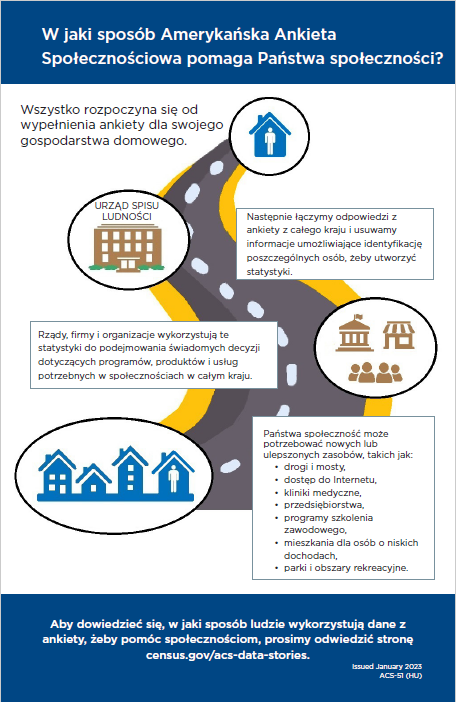 W jaki sposób Amerykańska Ankieta
Społecznościowa pomaga Państwa społeczności?
Wszystko rozpoczyna się od
wypełnienia ankiety dla swojego
gospodarstwa domowego.
URZĄD SPISU
LUDNOŚCI
Następnie łączymy odpowiedzi z
ankiety z całego kraju i usuwamy
informacje umożliwiające identyfikację
poszczególnych osób, żeby utworzyć
statystyki.
Rządy, firmy i organizacje wykorzystują te
statystyki do podejmowania świadomych decyzji
dotyczących programów, produktów i usług
potrzebnych w społecznościach w całym kraju.
Państwa społeczność może
potrzebować nowych lub
ulepszonych zasobów, takich jak:
• drogi i mosty,
• dostęp do Internetu,
• kliniki medyczne,
• przedsiębiorstwa,
• programy szkolenia
zawodowego,
• mieszkania dla osób o niskich
dochodach,
• parki i obszary rekreacyjne.
Aby dowiedzieć się, w jaki sposób ludzie wykorzystują dane z
ankiety, żeby pomóc społecznościom, prosimy odwiedzić stronę
census.gov/acs-data-stories.
Issued January 2023
ACS-51 (HU)